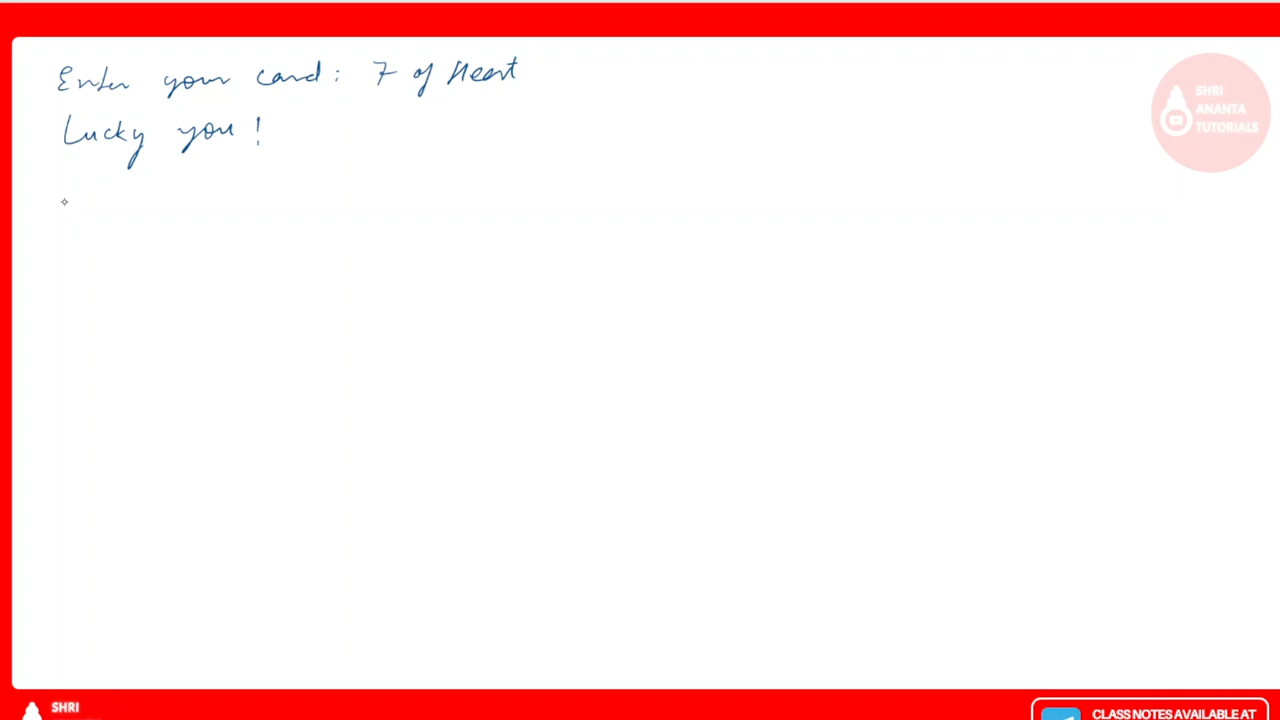 Enter your card: 7 of Heart
Lucky you!
SHRI
ANANTA
TUTORIALS
SHRI
CLASS NOTES AVAILABLE AT